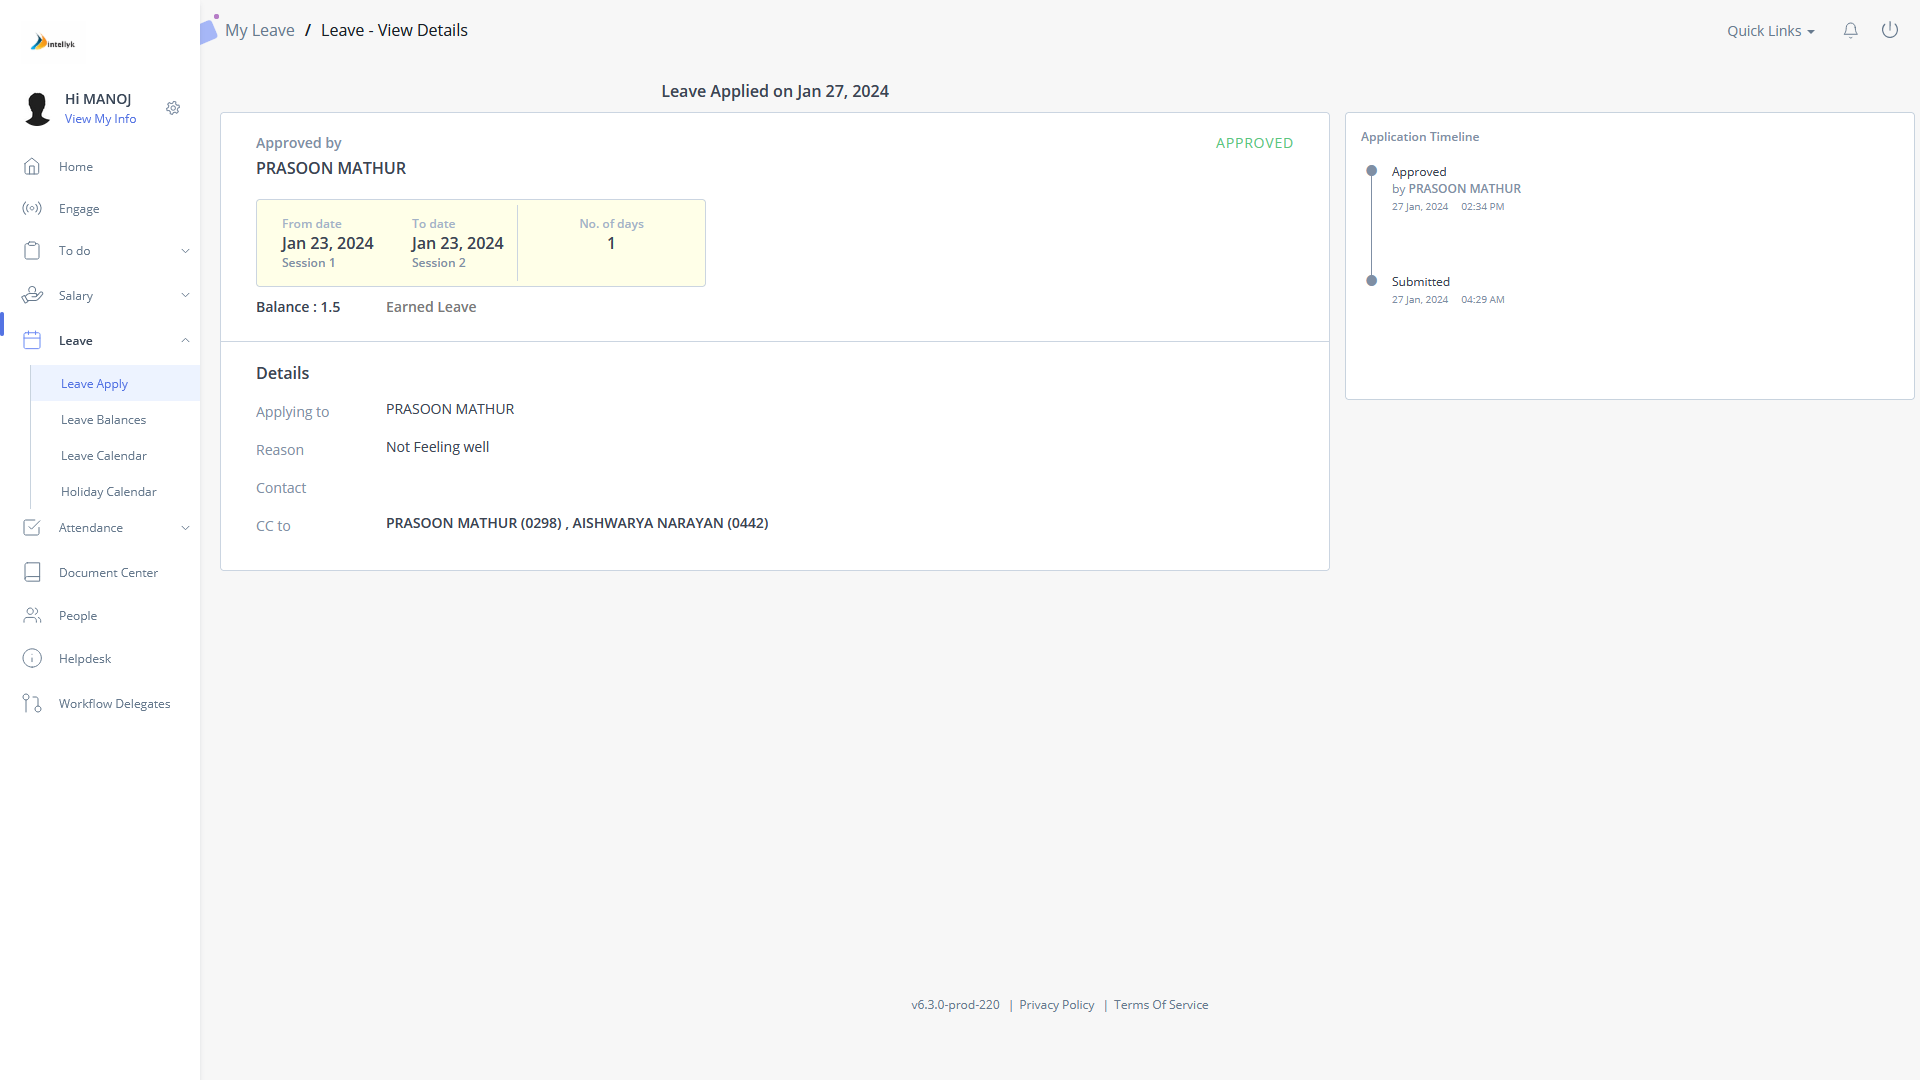 intellyk
Hi MANOJ
View My Info
Home
Engage
To do
Salary
Leave
Leave Apply
Leave Balances
Leave Calendar
Holiday Calendar
Attendance
Document Center
People
Helpdesk
Workflow Delegates
My Leave / Leave - View Details
Quick Links
Leave Applied on Jan 27, 2024
Approved by
APPROVED
PRASOON MATHUR
From date To date No. of days
Jan 23, 2024 Jan 23, 2024 1
Session 1 Session 2
Balance : 1.5 Earned Leave
Details
Applying to PRASOON MATHUR
Reason Not Feeling well
Contact
CC to PRASOON MATHUR (0298) , AISHWARYA NARAYAN (0442)
Application Timeline
Approved
by PRASOON MATHUR
27 Jan, 2024 02:34 PM
Submitted
27 Jan, 2024 04:29 AM
v6.3.0-prod-220 | Privacy Policy | Terms Of Service